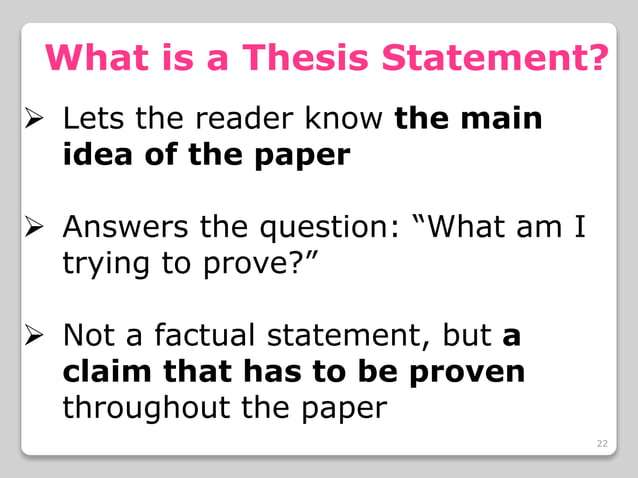 What is a Thesis Statement?
➢ Lets the reader know the main
idea of the paper
➢ Answers the question: “What am I
trying to prove?”
➢ Not a factual statement, but a
claim that has to be proven
throughout the paper
22